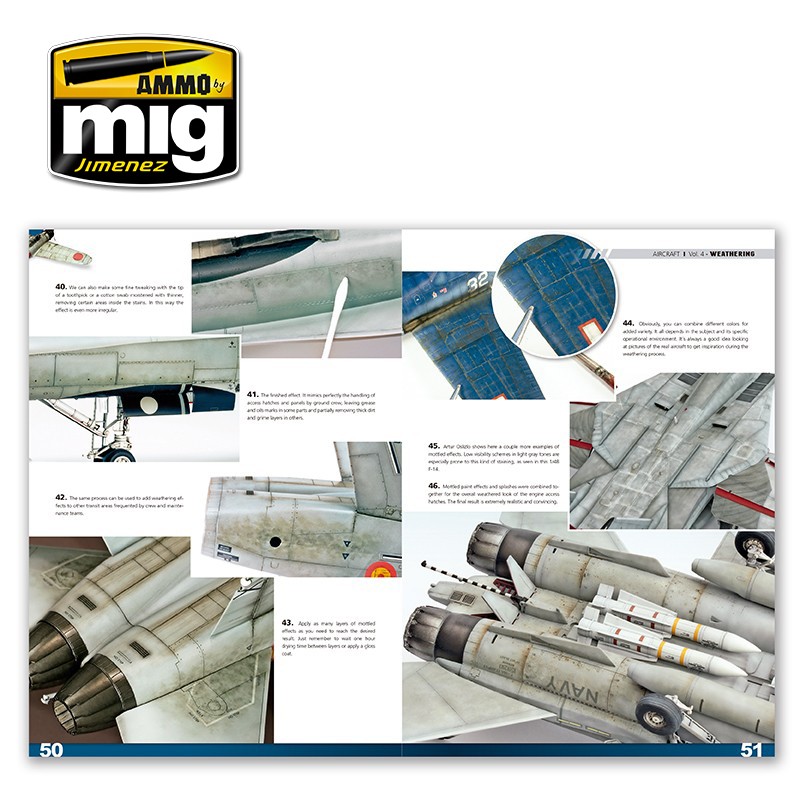 AMMO by
mig
Jimenez
AIRCRAFT I Vol. 4 - WEATHERING
40. We can also make some fine tweaking with the tip
of a toothpick or a cotton swab moistened with thinner,
removing certain areas inside the stains. In this way the
effect is even more irregular.
41. The finished effect. It mimics perfectly the handling of
access hatches and panels by ground crew, leaving grease
and oils marks in some parts and partially removing thick dirt
and grime layers in others.
42. The same process can be used to add weathering ef-
fects to other transit areas frequented by crew and mainte-
nance teams.
43. Apply as many layers of mottled
effects as you need to reach the desired
result. Just remember to wait one hour
drying time between layers or apply a gloss
coat.
50
32
44. Obviously, you can combine different colors for
added variety. It all depends in the subject and its specific
operational environment. It's always a good idea looking
at pictures of the real aircraft to get inspiration during the
weathering process.
45. Artur Osikła shows here a couple more examples of
mottled effects. Low visibility schemes in light gray tones are
especially prone to this kind of staining, as seen in this 1/48
F-14.
46. Mottled paint effects and splashes were combined to-
gether for the overall weathered look of the engine access
hatches. The final result is extremely realistic and convincing.
NAVY
51